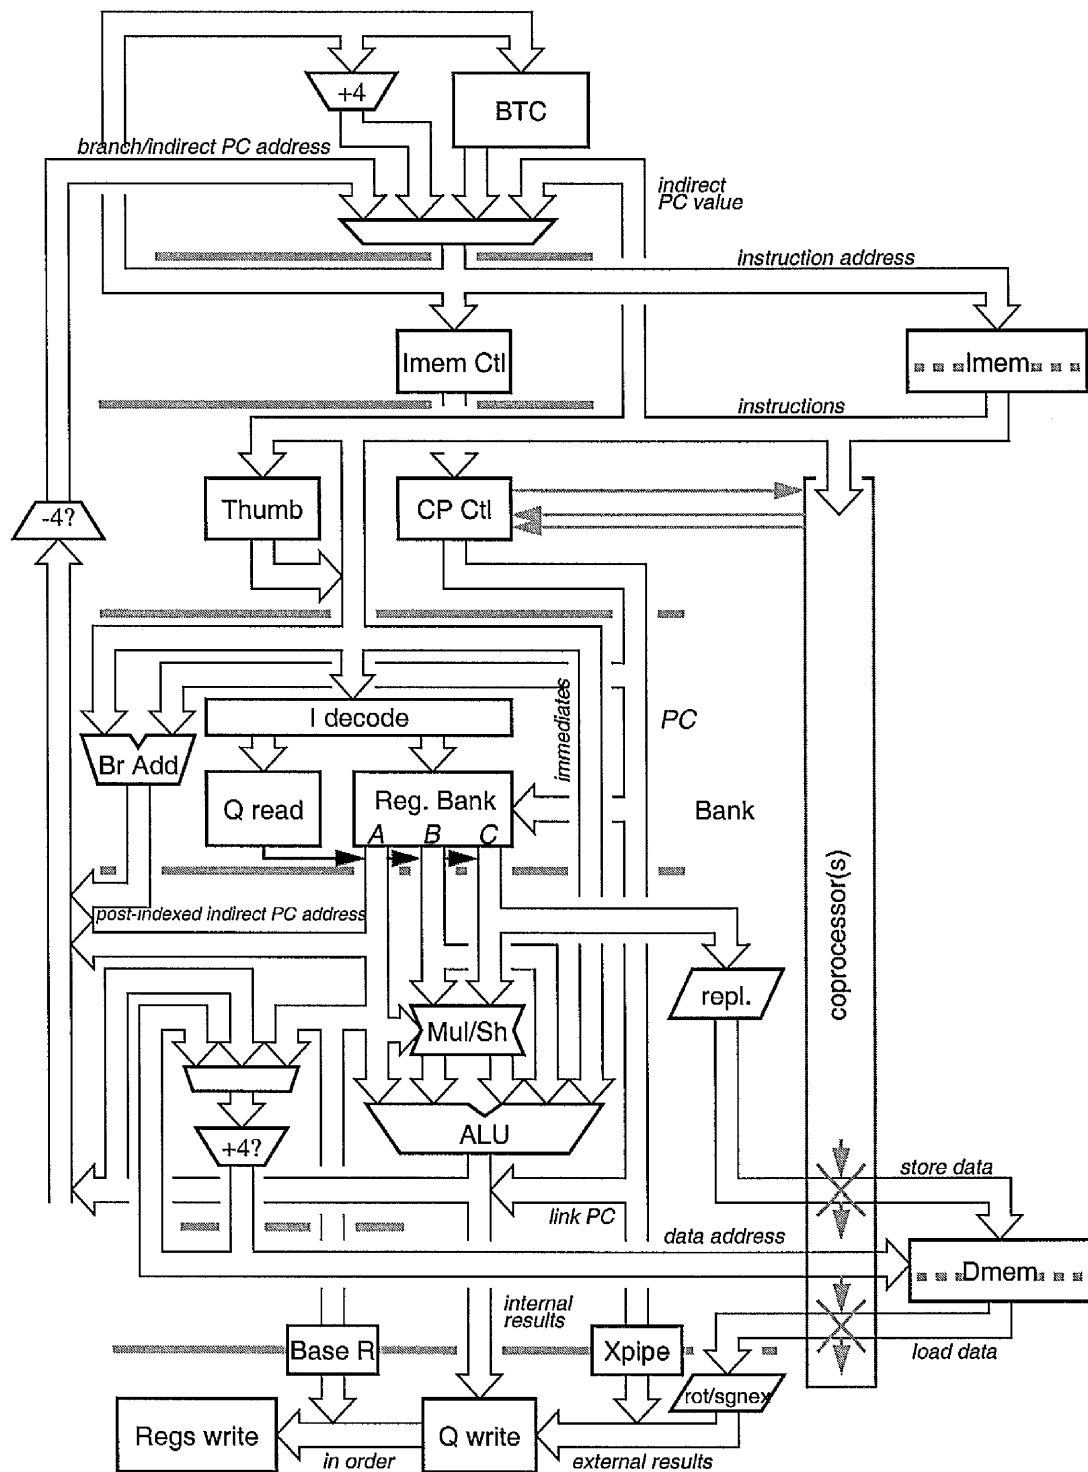 +4
BTC
branch/indirect PC address
indirect
PC value
instruction address
Imem Ctl
Imem
instructions
Thumb
CP Ctl
-4?
I decode
immediates
PC
Br Add
Q read
Reg. Bank
A
B
C
Bank
post-indexed indirect PC address
coprocessor(s)
repl.
Mul/Sh
ALU
+4?
store data
link PC
data address
Dmem
internal
results
Base R
Xpipe
load data
rot/sgnex
Regs write
Q write
in order
external results